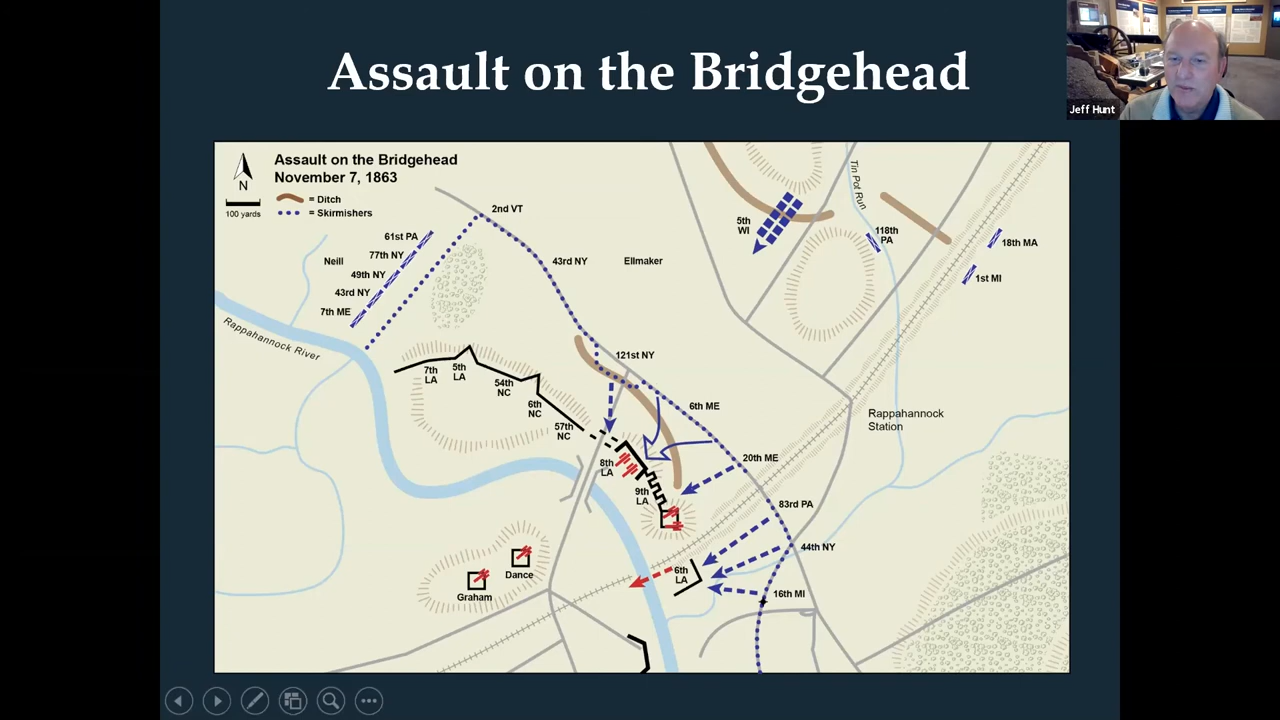 Assault on the Bridgehead
Jeff Hunt
Assault on the Bridgehead
November 7, 1863
N
100 yards
= Ditch
= Skirmishers
2nd VT
61st PA
77th NY
49th NY
43rd NY
7th ME
Neill
43rd NY
Ellmaker
5th
WI
Tin Pot Run
118th
PA
18th MA
1st MI
Rappahannock River
7th
LA
5th
LA
54th
NC
6th
NC
57th
NC
121st NY
6th ME
Rappahannock
Station
8th
LA
9th
LA
20th ME
83rd PA
44th NY
6th
LA
16th MI
Dance
Graham